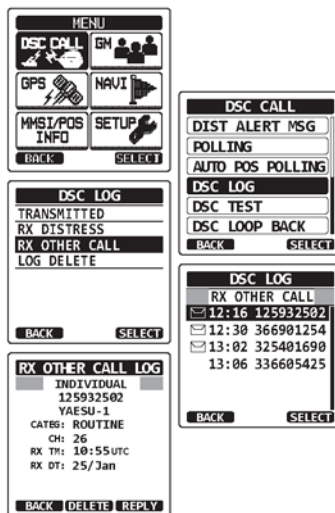 MENU
DSC CALL
GM
GPS
NAVI
MMSI/POS
INFO
SETUP
BACK
SELECT
DSC CALL
DIST ALERT MSG
POLLING
AUTO POS POLLING
DSC LOG
DSC TEST
DSC LOOP BACK
BACK
SELECT
DSC LOG
TRANSMITTED
RX DISTRESS
RX OTHER CALL
LOG DELETE
BACK
SELECT
DSC LOG
RX OTHER CALL
12:16 125932502
12:30 366901254
13:02 325401690
13:06 336605425
BACK
SELECT
RX OTHER CALL LOG
INDIVIDUAL
125932502
YAESU-1
CATEG: ROUTINE
CH: 26
RX TM: 10:55UTC
RX DT: 25/Jan
BACK DELETE REPLY